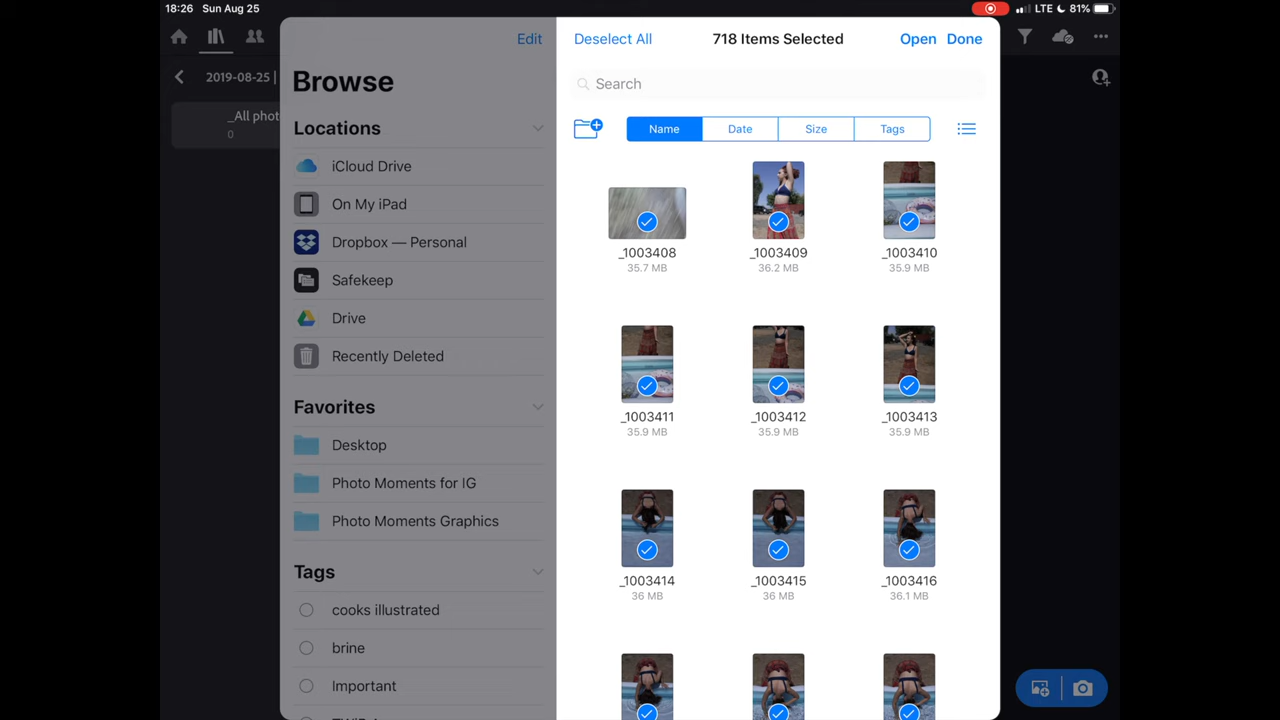 18:26 Sun Aug 25
LTE 81%
2019-08-25 |
_All phot
0
Edit
Browse
Locations
iCloud Drive
On My iPad
Dropbox — Personal
Safekeep
Drive
Recently Deleted
Favorites
Desktop
Photo Moments for IG
Photo Moments Graphics
Tags
cooks illustrated
brine
Important
Deselect All 718 Items Selected Open Done
Search
Name Date Size Tags
_1003408 _1003409 _1003410
35.7 MB 36.2 MB 35.9 MB
_1003411 _1003412 _1003413
35.9 MB 35.9 MB 35.9 MB
_1003414 _1003415 _1003416
36 MB 36 MB 36.1 MB